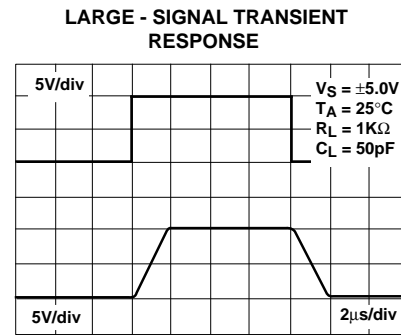 LARGE - SIGNAL TRANSIENT
RESPONSE
5V/div
VS = ±5.0V
TA = 25°C
RL = 1KΩ
CL = 50pF
5V/div
2µs/div